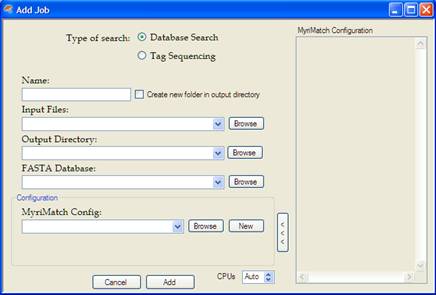 Add Job
Type of search: Database Search
Tag Sequencing
MyriMatch Configuration
Name:
Create new folder in output directory
Input Files:
Browse
Output Directory:
Browse
FASTA Database:
Browse
Configuration
MyriMatch Config:
Browse New
<
<
<
Cancel Add CPUs Auto